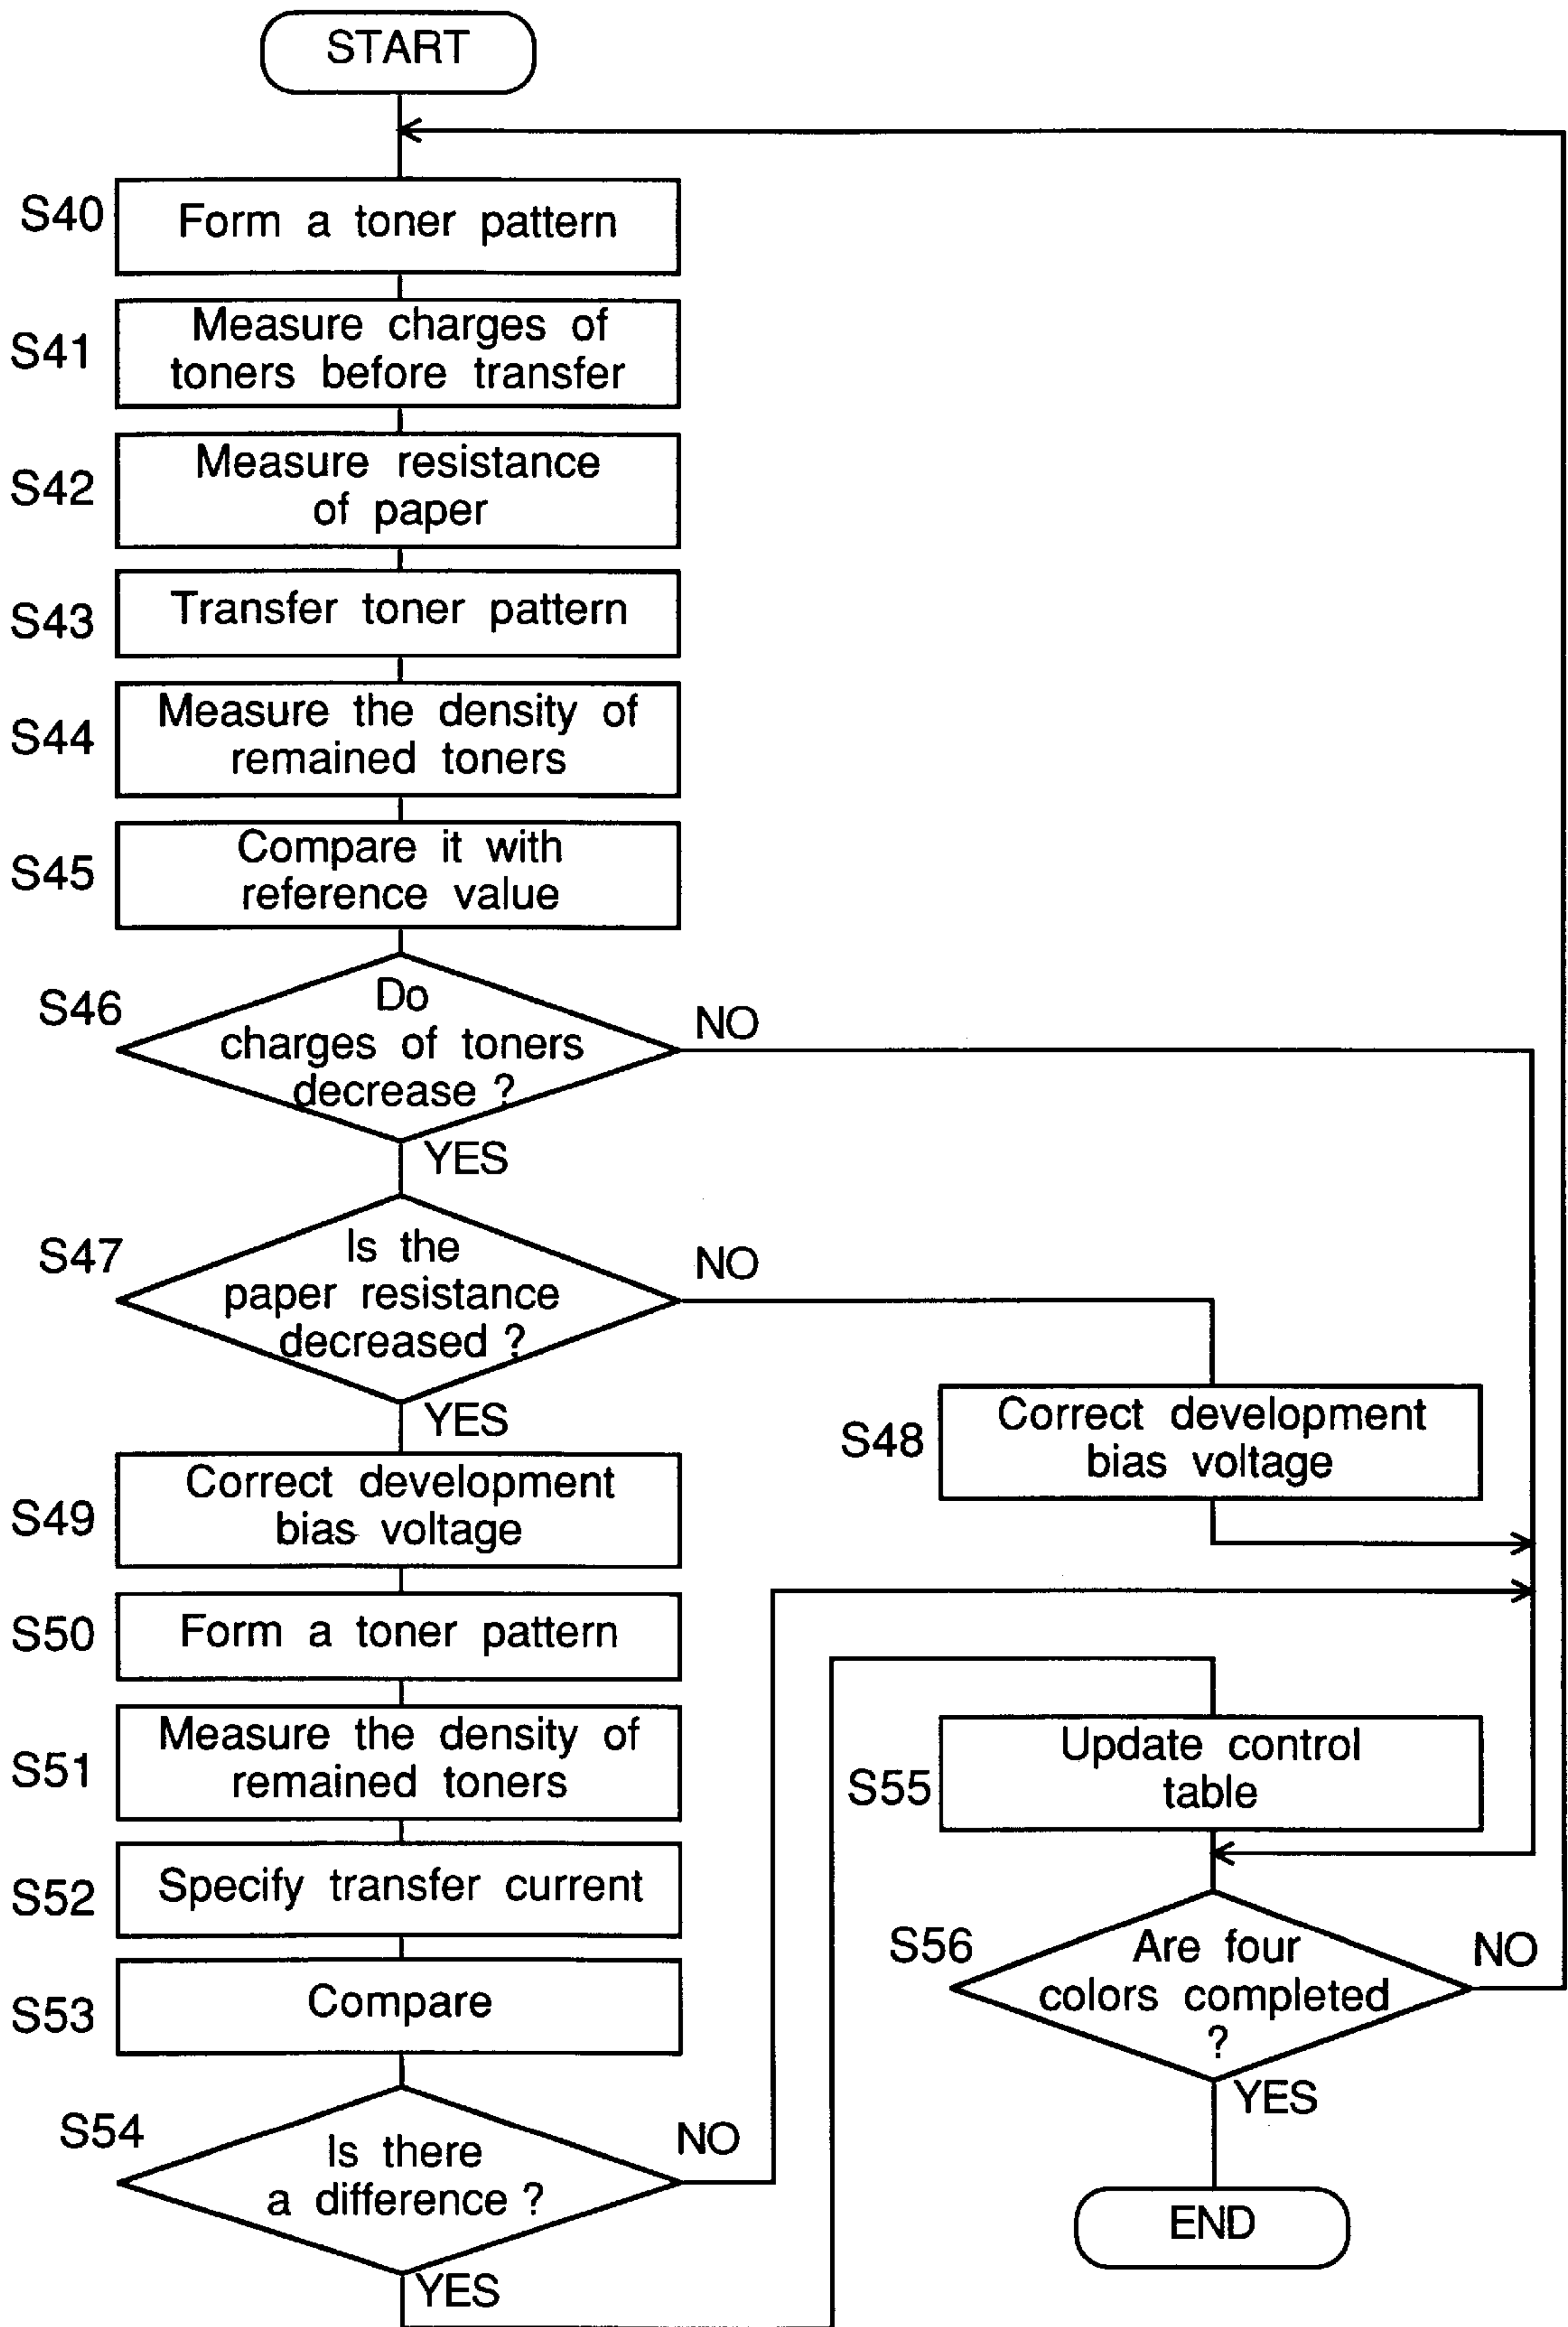 START
S40
Form a toner pattern
S41
Measure charges of
toners before transfer
S42
Measure resistance
of paper
S43
Transfer toner pattern
S44
Measure the density of
remained toners
S45
Compare it with
reference value
S46
Do
charges of toners
decrease ?
NO
YES
S47
Is the
paper resistance
decreased ?
NO
YES
S48
Correct development
bias voltage
S49
Correct development
bias voltage
S50
Form a toner pattern
S51
Measure the density of
remained toners
S52
Specify transfer current
S53
Compare
S54
Is there
a difference ?
NO
YES
S55
Update control
table
S56
Are four
colors completed
?
NO
YES
END